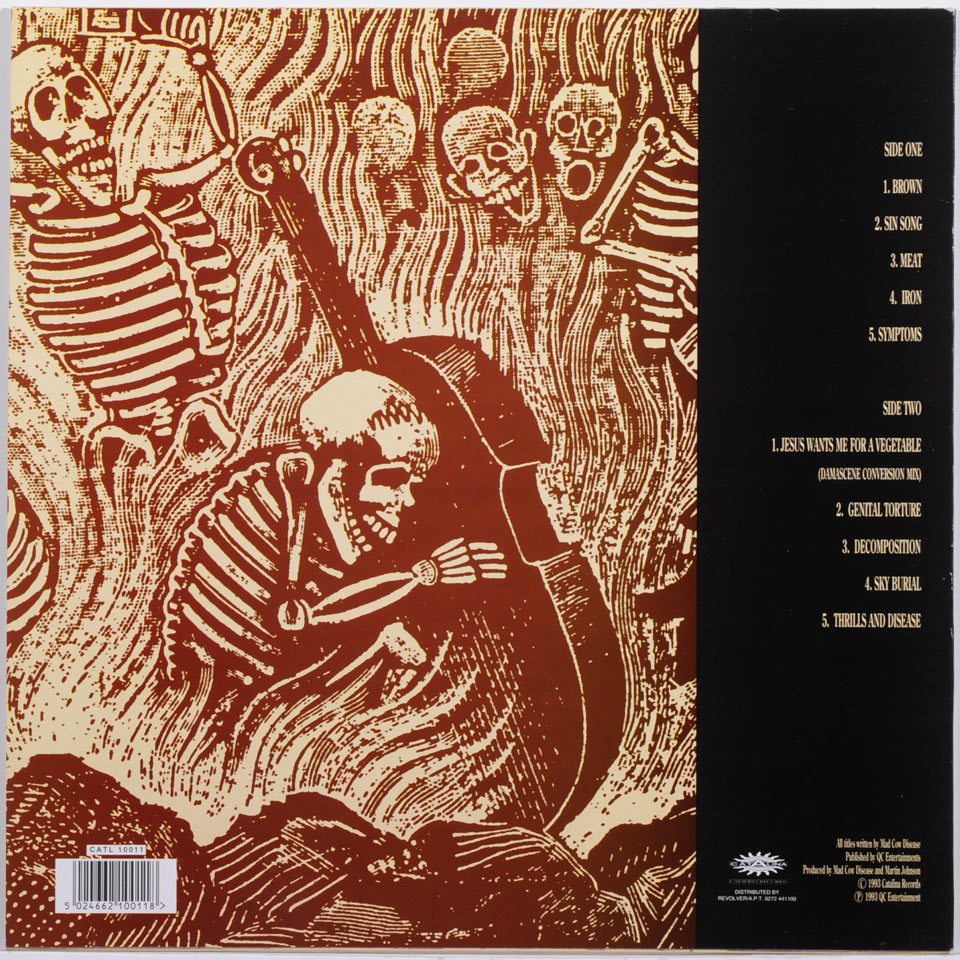 SIDE ONE
1. BROWN
2. SIN SONG
3. MEAT
4. IRON
5. SYMPTOMS
SIDE TWO
1. JESUS WANTS ME FOR A VEGETABLE
(DAMASCENE CONVERSION MIX)
2. GENITAL TORTURE
3. DECOMPOSITION
4. SKY BURIAL
5. THRILLS AND DISEASE
CATL 10011
5 024662 100118 >
CATALINA
DISTRIBUTED BY
REVOLVER/A.P.T. 0272 441100
All titles written by Mad Cow Disease
Published by QC Entertainments
Produced by Mad Cow Disease and Martin Johnson
© 1993 Catalina Records
℗ 1993 QC Entertainment